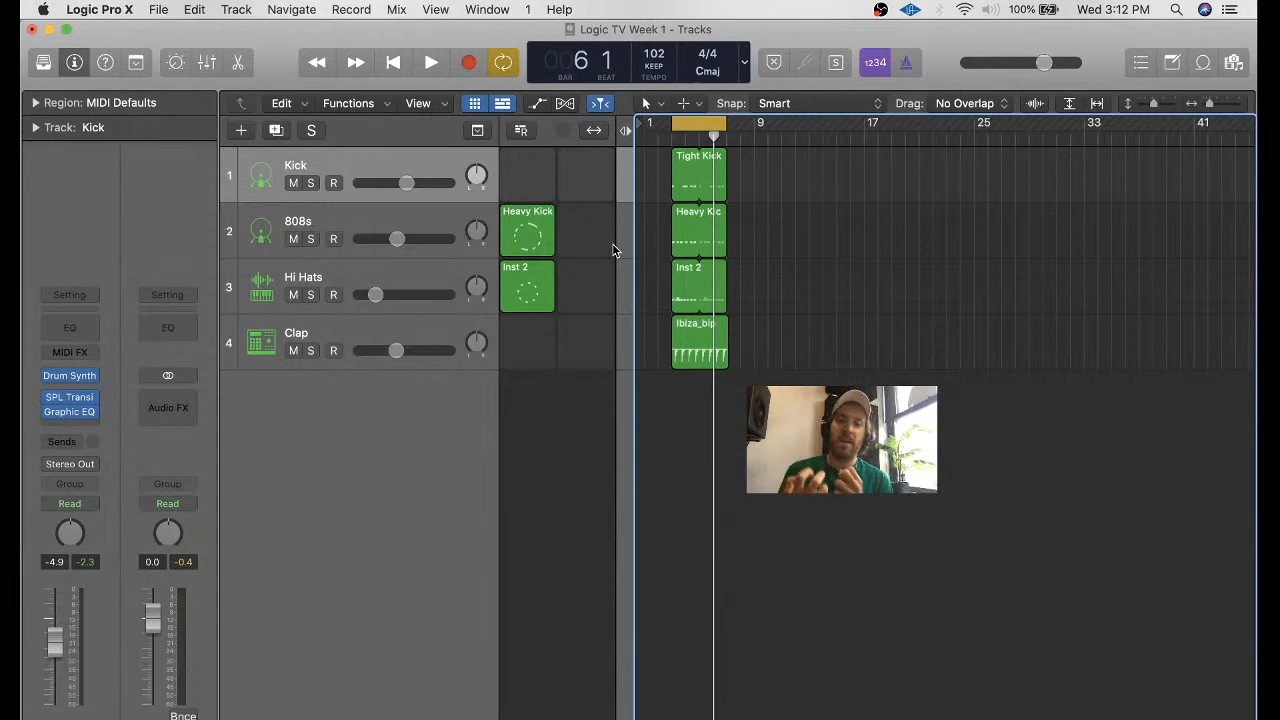 Logic Pro X File Edit Track Navigate Record Mix View Window 1 Help 100% Wed 3:12 PM
Logic TV Week 1 - Tracks
006 1 102 4/4
KEEP Cmaj
BAR BEAT TEMPO
1234
Region: MIDI Defaults
Edit Functions View Snap: Smart Drag: No Overlap
Track: Kick
S
1 9 17 25 33 41
1 Kick M S R L R
Tight Kick
2 808s M S R L R
Heavy Kick
Heavy Kic
3 Hi Hats M S R L R
Inst 2
Inst 2
4 Clap M S R L R
Ibiza_bip
Setting Setting
EQ EQ
MIDI FX
Drum Synth
SPL Transi
Graphic EQ
Audio FX
Sends
Stereo Out
Group Group
Read Read
-4.9 -2.3 0.0 -0.4
Bnce